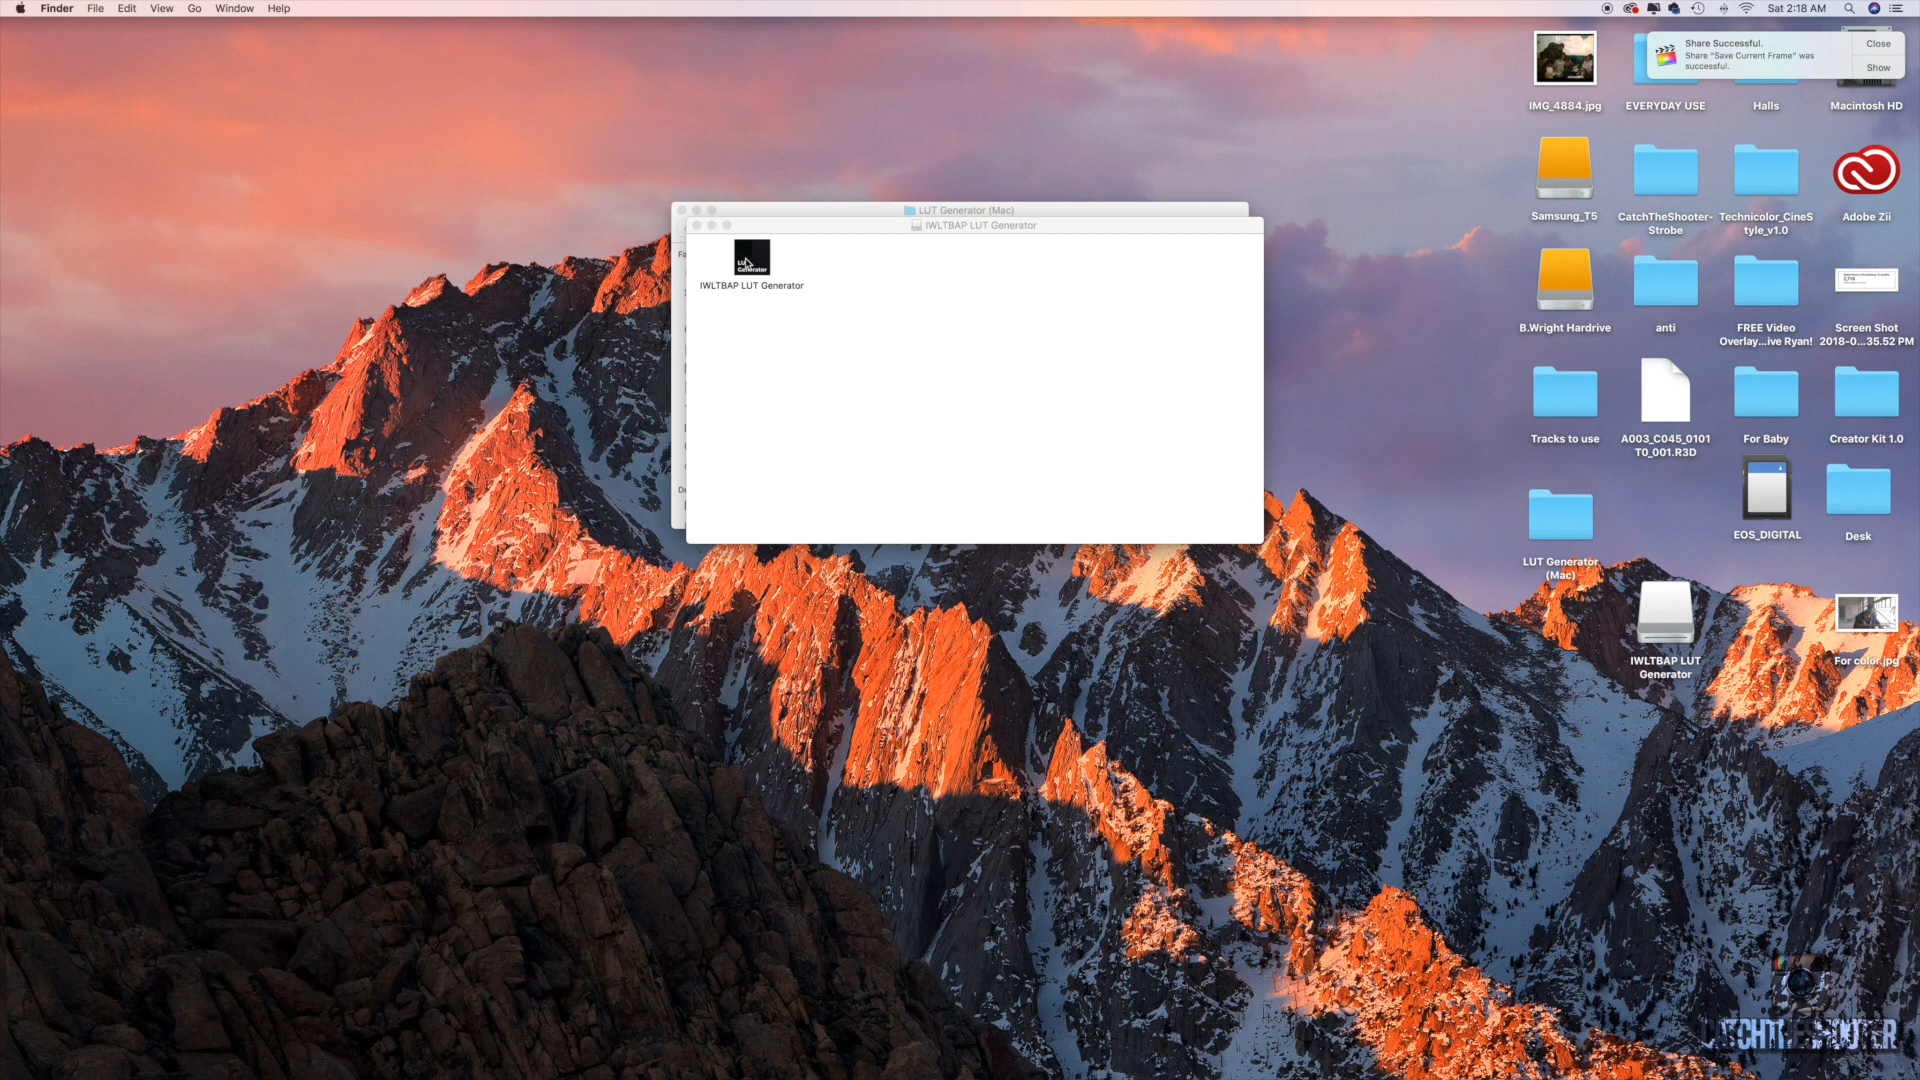 Finder File Edit View Go Window Help
Sat 2:18 AM
Share Successful.
Share "Save Current Frame" was
successful.
Close
Show
IMG_4884.jpg
EVERYDAY USE
Halls
Macintosh HD
LUT Generator (Mac)
IWLTBAP LUT Generator
Generator
IWLTBAP LUT Generator
Samsung_T5
CatchTheShooter-
Strobe
Technicolor_CineS
tyle_v1.0
Adobe Zii
B.Wright Hardrive
anti
FREE Video
Overlay...ive Ryan!
Screen Shot
2018-0...35.52 PM
Tracks to use
A003_C045_0101
T0_001.R3D
For Baby
Creator Kit 1.0
LUT Generator
(Mac)
EOS_DIGITAL
Desk
IWLTBAP LUT
Generator
For color.jpg